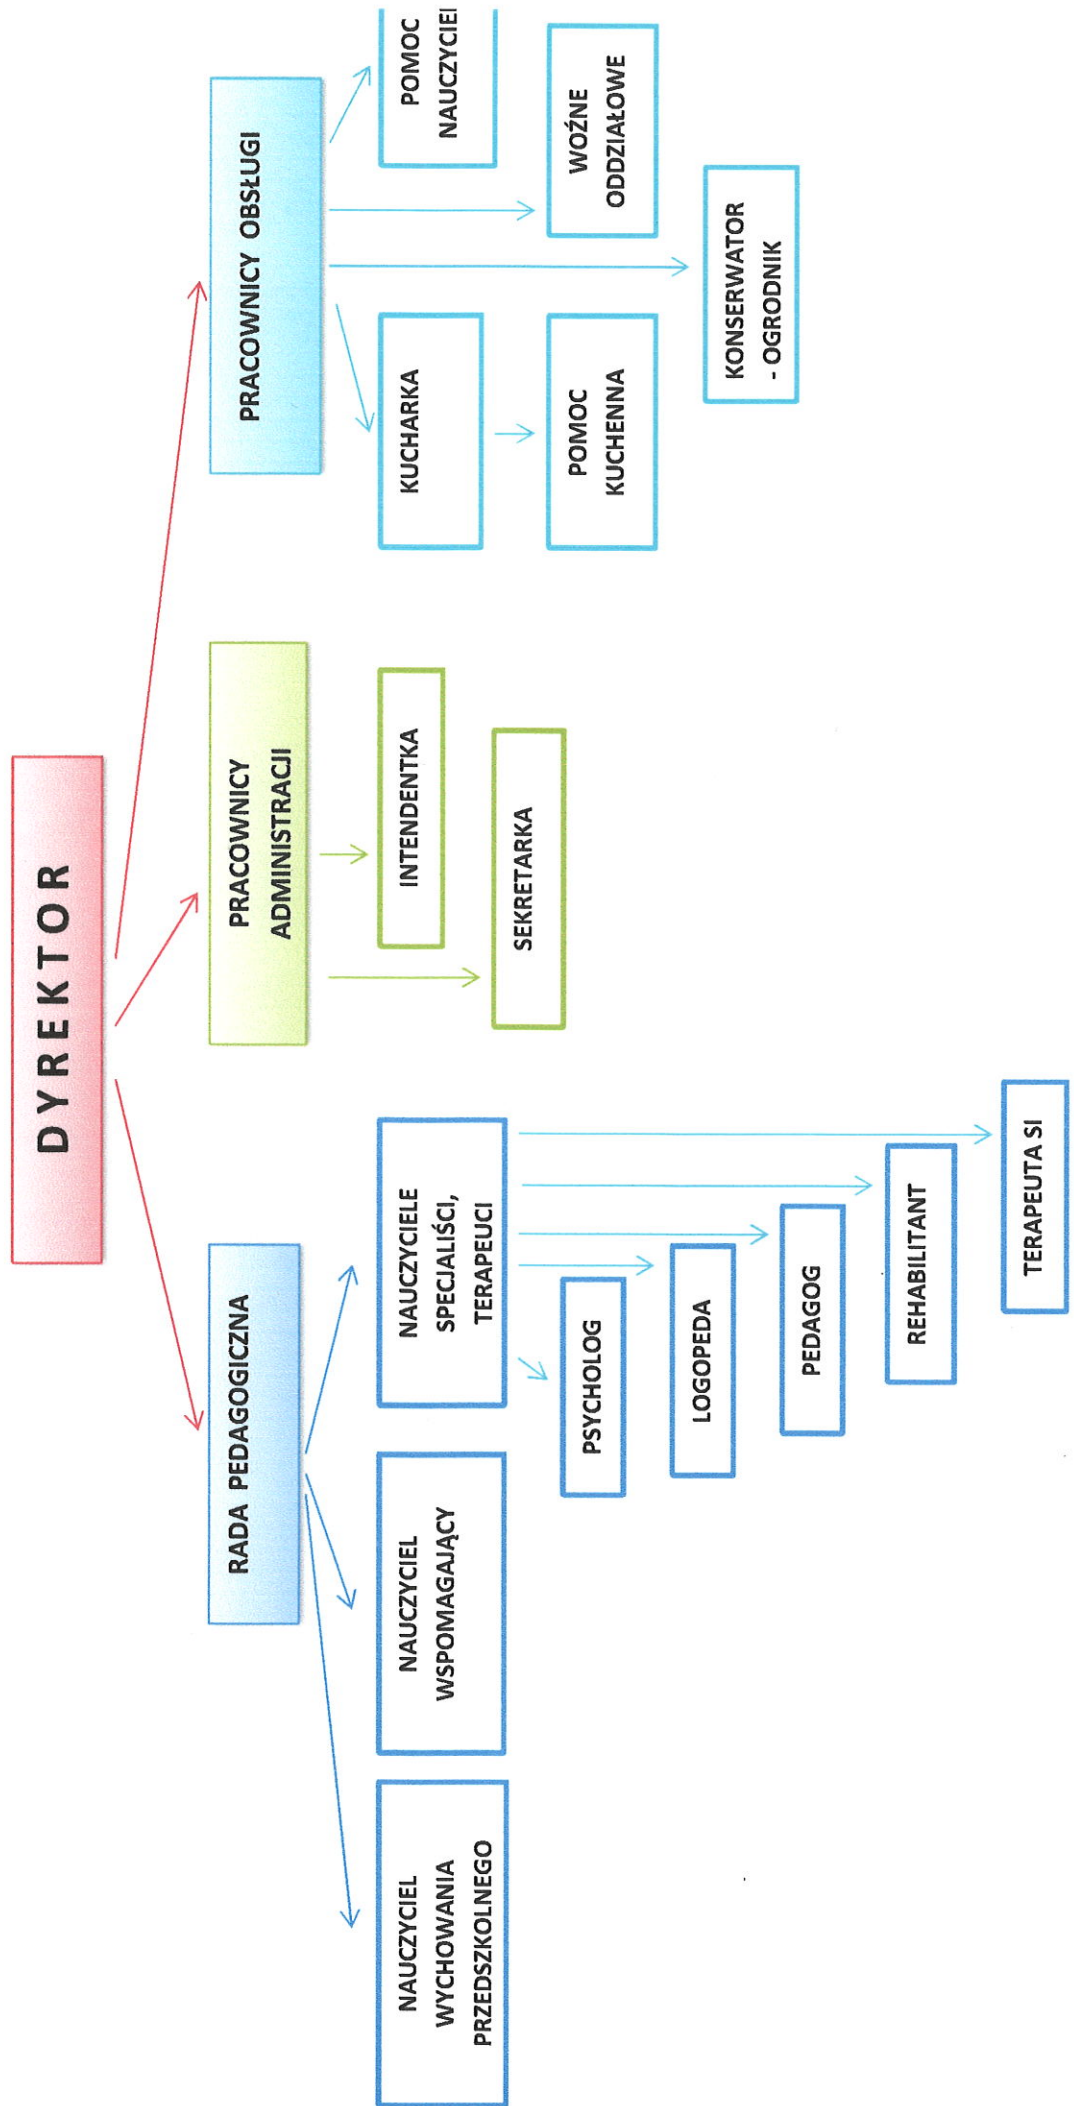 DYREKTOR
RADA PEDAGOGICZNA
PRACOWNICY
ADMINISTRACJI
PRACOWNICY OBSŁUGI
NAUCZYCIEL
WYCHOWANIA
PRZEDSZKOLNEGO
NAUCZYCIEL
WSPOMAGAJĄCY
NAUCZYCIELE
SPECJALIŚCI,
TERAPEUCI
PSYCHOLOG
LOGOPEDA
PEDAGOG
REHABILITANT
TERAPEUTA SI
INTENDENTKA
SEKRETARKA
KUCHARKA
POMOC
KUCHENNA
KONSERWATOR
- OGRODNIK
WOŹNE
ODDZIAŁOWE
POMOC
NAUCZYCIEL